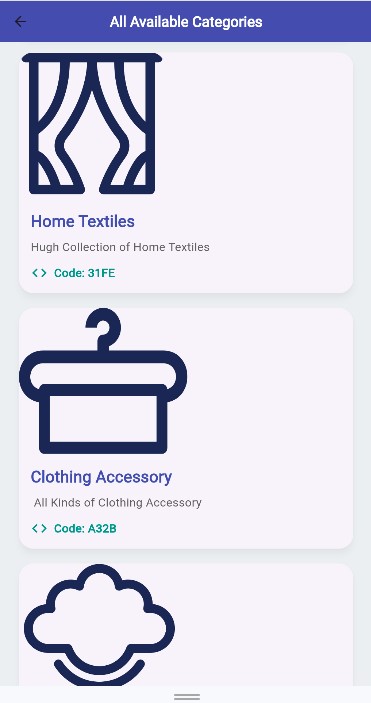 All Available Categories
Home Textiles
Hugh Collection of Home Textiles
Code: 31FE
Clothing Accessory
All Kinds of Clothing Accessory
Code: A32B